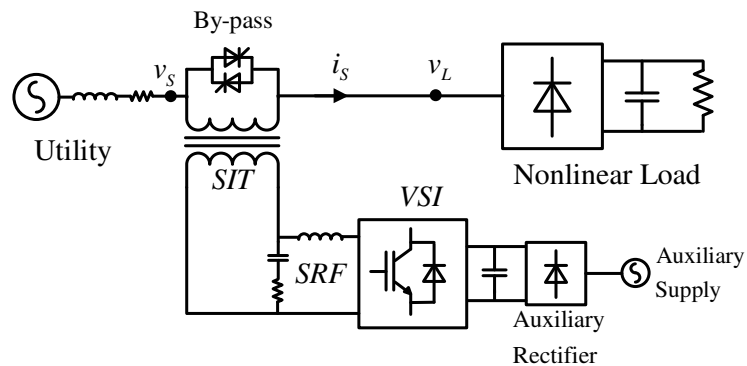 By-pass
v_S
i_S
v_L
Utility
SIT
Nonlinear Load
VSI
SRF
Auxiliary
Supply
Auxiliary
Rectifier